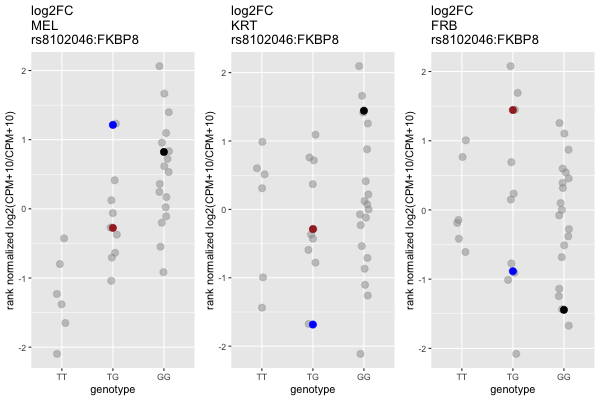 log2FC
MEL
rs8102046:FKBP8
rank normalized log2(CPM+10/CPM+10)
2
1
0
-1
-2
TT TG GG
genotype
log2FC
KRT
rs8102046:FKBP8
rank normalized log2(CPM+10/CPM+10)
2
1
0
-1
-2
TT TG GG
genotype
log2FC
FRB
rs8102046:FKBP8
rank normalized log2(CPM+10/CPM+10)
2
1
0
-1
-2
TT TG GG
genotype